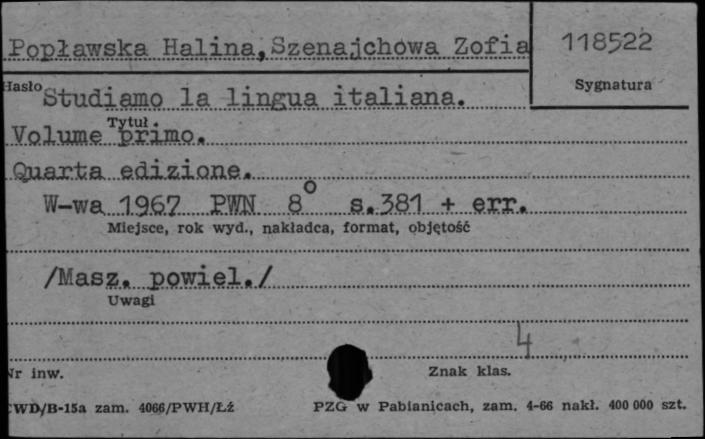 Popławska Halina, Szenajchowa Zofia
118522
Hasło
Sygnatura
Studiamo la lingua italiana.
Tytuł
Volume primo.
Quarta edizione.
W-wa 1967 PWN 8° s.381 + err.
Miejsce, rok wyd., nakładca, format, objętość
/Masz. powiel./
Uwagi
4
Nr inw.
Znak klas.
CWD/B-15a zam. 4066/PWH/Łź
PZG w Pabianicach, zam. 4-66 nakł. 400 000 szt.